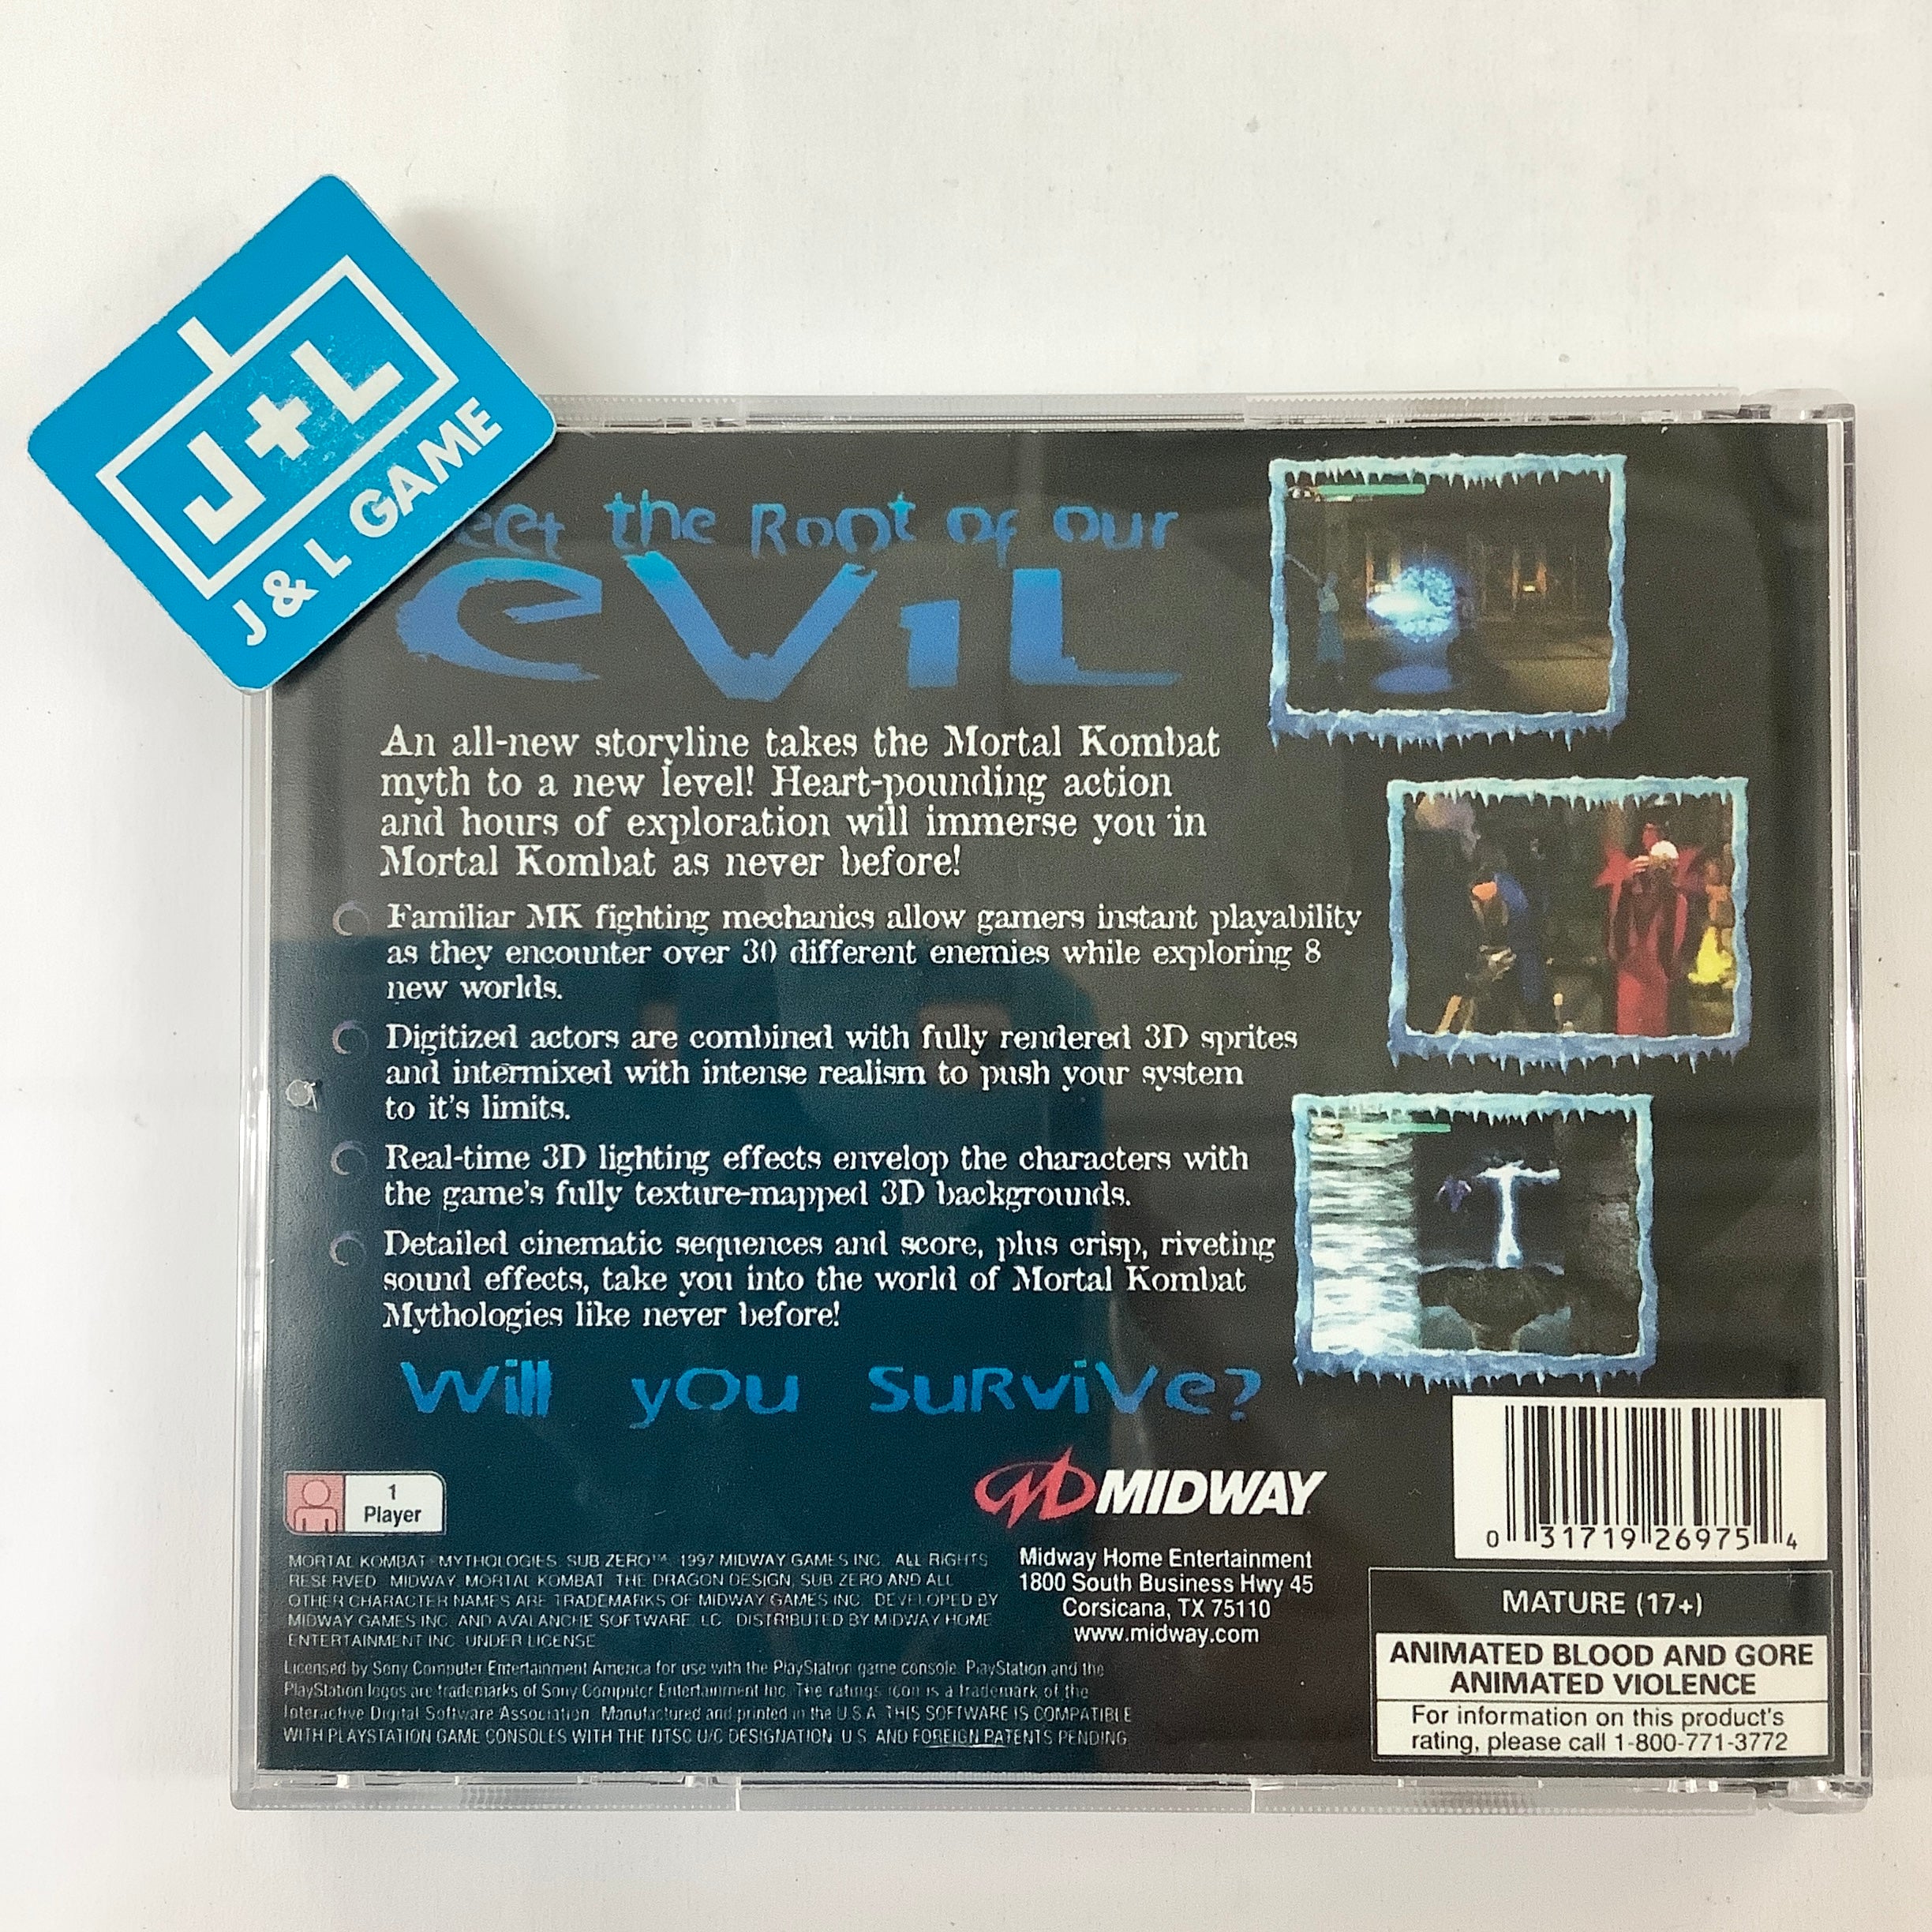 J+L
J & L GAME
the Root of our
EVIL
An all-new storyline takes the Mortal Kombat
myth to a new level! Heart-pounding action
and hours of exploration will immerse you in
Mortal Kombat as never before!
Familiar MK fighting mechanics allow gamers instant playability
as they encounter over 30 different enemies while exploring 8
new worlds.
Digitized actors are combined with fully rendered 3D sprites
and intermixed with intense realism to push your system
to it's limits.
Real-time 3D lighting effects envelop the characters with
the game's fully texture-mapped 3D backgrounds.
Detailed cinematic sequences and score, plus crisp, riveting
sound effects, take you into the world of Mortal Kombat
Mythologies like never before!
Will you Survive?
1
Player
MIDWAY
Midway Home Entertainment
1800 South Business Hwy 45
Corsicana, TX 75110
www.midway.com
0 31719 26975 4
MORTAL KOMBAT MYTHOLOGIES: SUB ZERO™ 1997 MIDWAY GAMES INC. ALL RIGHTS
RESERVED. MIDWAY, MORTAL KOMBAT, THE DRAGON DESIGN, SUB ZERO AND ALL
OTHER CHARACTER NAMES ARE TRADEMARKS OF MIDWAY GAMES INC. DEVELOPED BY
MIDWAY GAMES INC. AND AVALANCHE SOFTWARE, LC. DISTRIBUTED BY MIDWAY HOME
ENTERTAINMENT INC. UNDER LICENSE.
Licensed by Sony Computer Entertainment America for use with the PlayStation game console. PlayStation and the
PlayStation logos are trademarks of Sony Computer Entertainment Inc. The ratings icon is a trademark of the
Interactive Digital Software Association. Manufactured and printed in the U.S.A. THIS SOFTWARE IS COMPATIBLE
WITH PLAYSTATION GAME CONSOLES WITH THE NTSC U/C DESIGNATION. U.S. AND FOREIGN PATENTS PENDING.
MATURE (17+)
ANIMATED BLOOD AND GORE
ANIMATED VIOLENCE
For information on this product's
rating, please call 1-800-771-3772